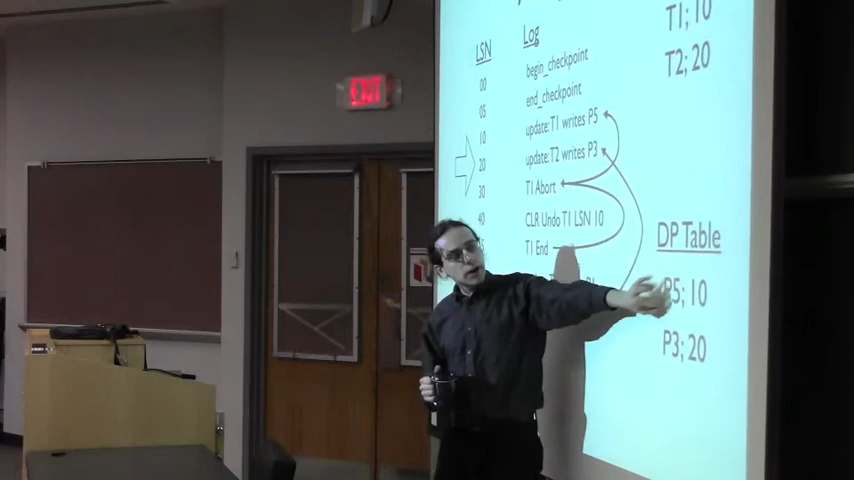 EXIT
LSN Log
00 begin_checkpoint
05 end_checkpoint
10 update: T1 writes P5
20 update: T2 writes P3
30 T1 Abort
40 CLR Undo T1 LSN 10
T1 End
T1; 10
T2; 20
DP Table
P5; 10
P3; 20